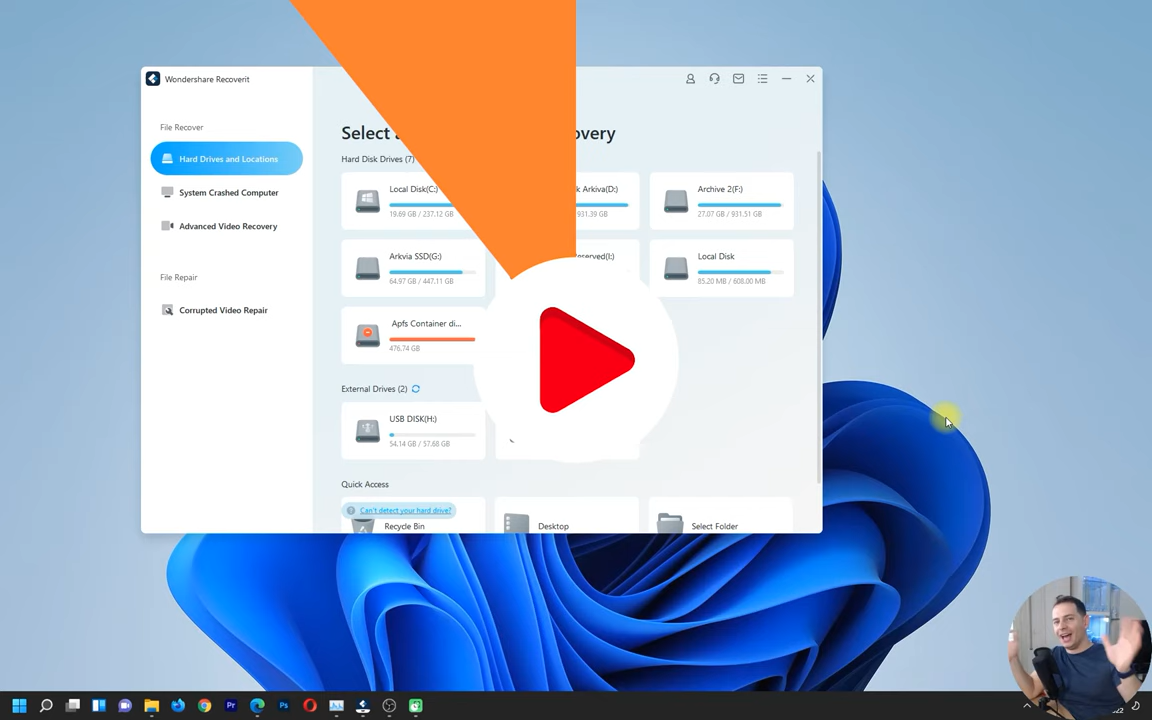 Wondershare Recoverit
File Recover
Hard Drives and Locations
System Crashed Computer
Advanced Video Recovery
File Repair
Corrupted Video Repair
Select a
overy
Hard Disk Drives (7)
Local Disk(C:)
19.69 GB / 237.12 GB
k Arkiva(D:)
931.39 GB
Archive 2(F:)
27.07 GB / 931.51 GB
Arkvia SSD(G:)
64.97 GB / 447.11 GB
served(I:)
Local Disk
85.20 MB / 608.00 MB
Apfs Container di...
476.74 GB
External Drives (2)
USB DISK(H:)
54.14 GB / 57.68 GB
Quick Access
? Can't detect your hard drive?
Recycle Bin
Desktop
Select Folder
Pr
Ps